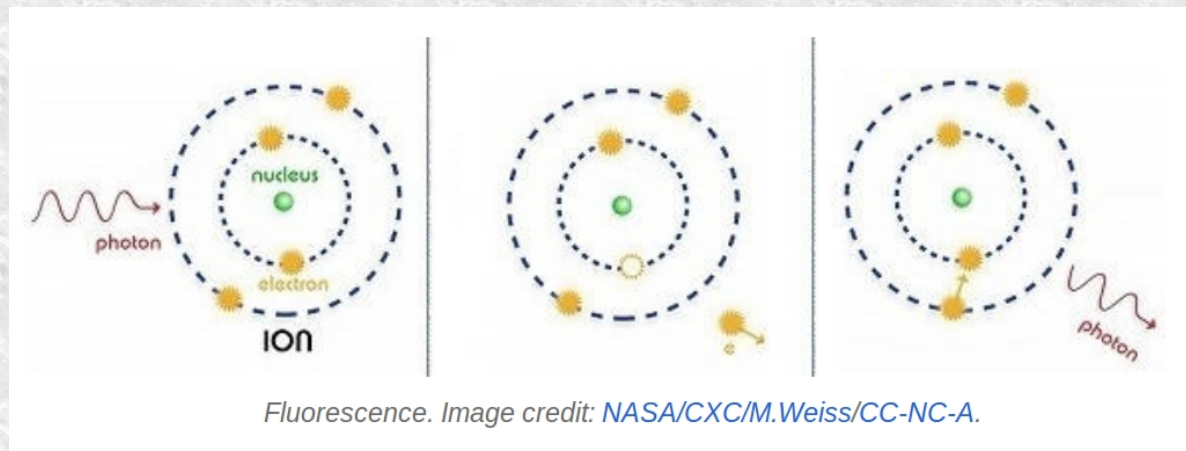 photon
nucleus
electron
ION
e
photon
Fluorescence. Image credit: NASA/CXC/M.Weiss/CC-NC-A.